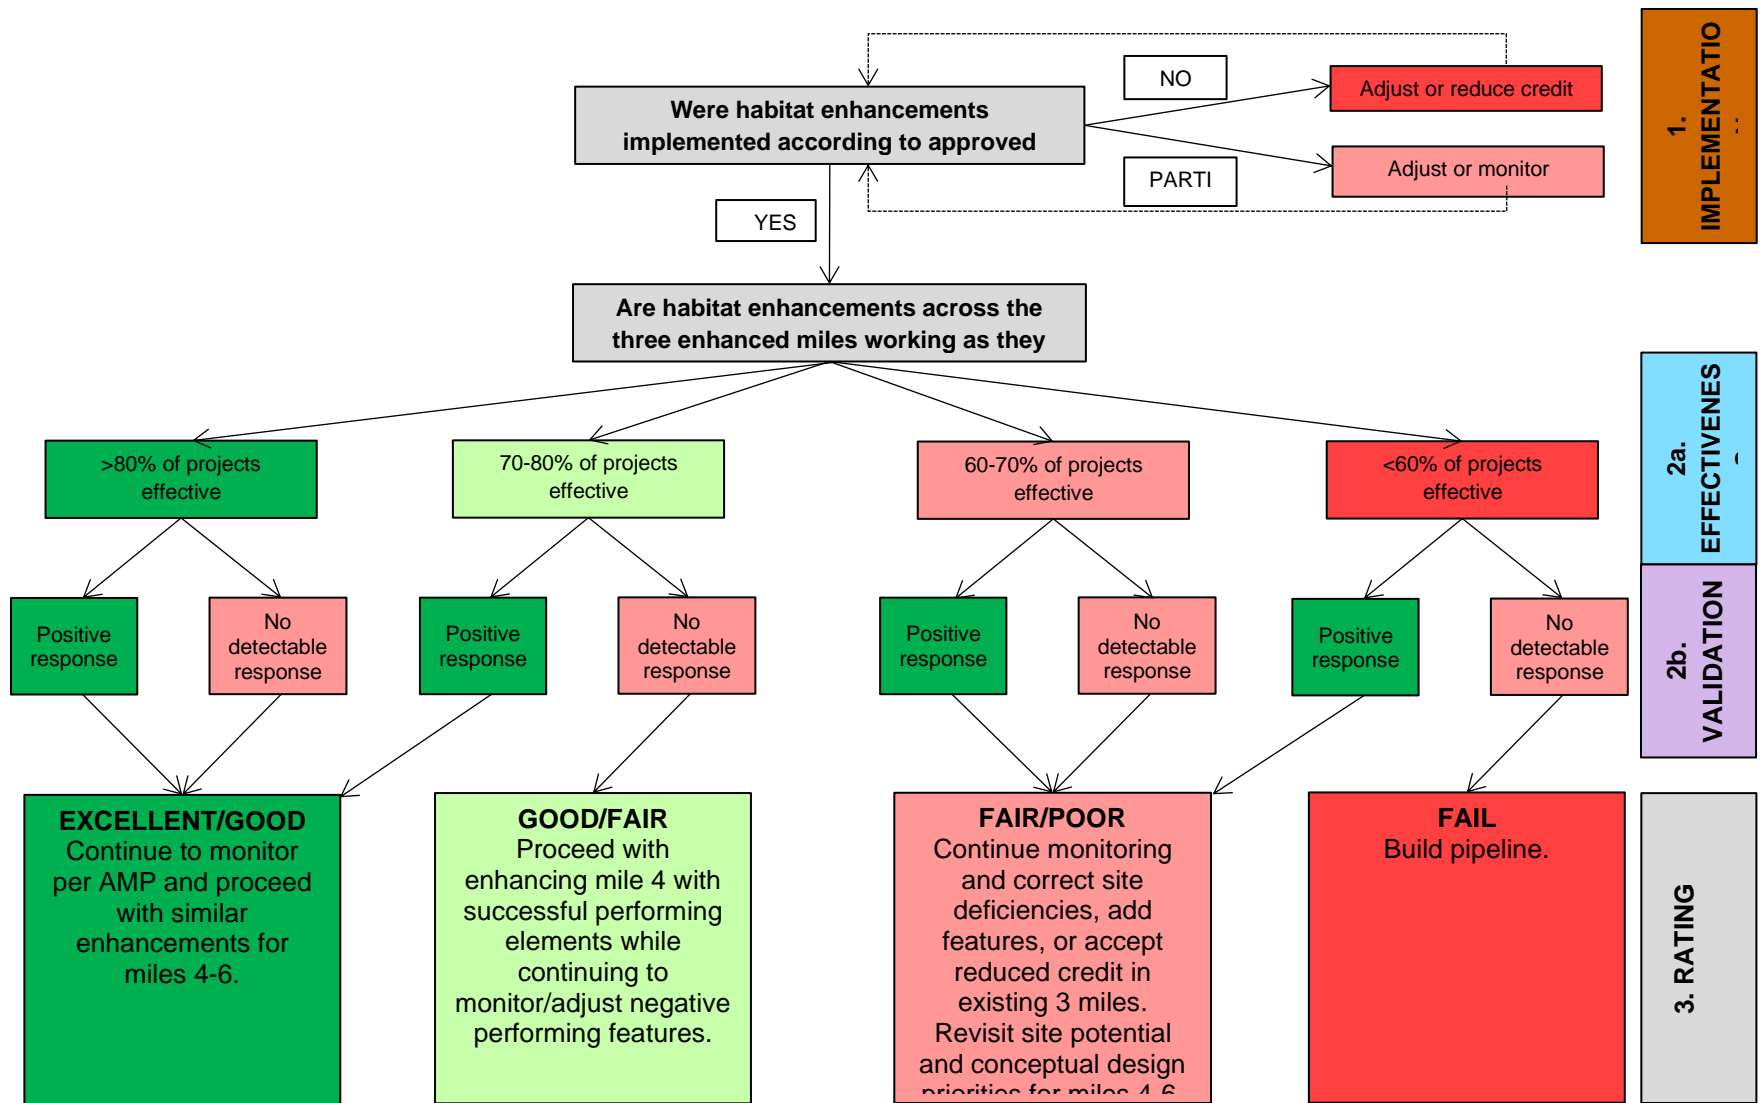 Were habitat enhancements
implemented according to approved
NO
Adjust or reduce credit
PARTI
Adjust or monitor
YES
1.
IMPLEMENTATIO
Are habitat enhancements across the
three enhanced miles working as they
>80% of projects
effective
70-80% of projects
effective
60-70% of projects
effective
<60% of projects
effective
2a.
EFFECTIVENES
Positive
response
No
detectable
response
Positive
response
No
detectable
response
Positive
response
No
detectable
response
Positive
response
No
detectable
response
2b.
VALIDATION
EXCELLENT/GOOD
Continue to monitor
per AMP and proceed
with similar
enhancements for
miles 4-6.
GOOD/FAIR
Proceed with
enhancing mile 4 with
successful performing
elements while
continuing to
monitor/adjust negative
performing features.
FAIR/POOR
Continue monitoring
and correct site
deficiencies, add
features, or accept
reduced credit in
existing 3 miles.
Revisit site potential
and conceptual design
priorities for miles 4-6
FAIL
Build pipeline.
3. RATING